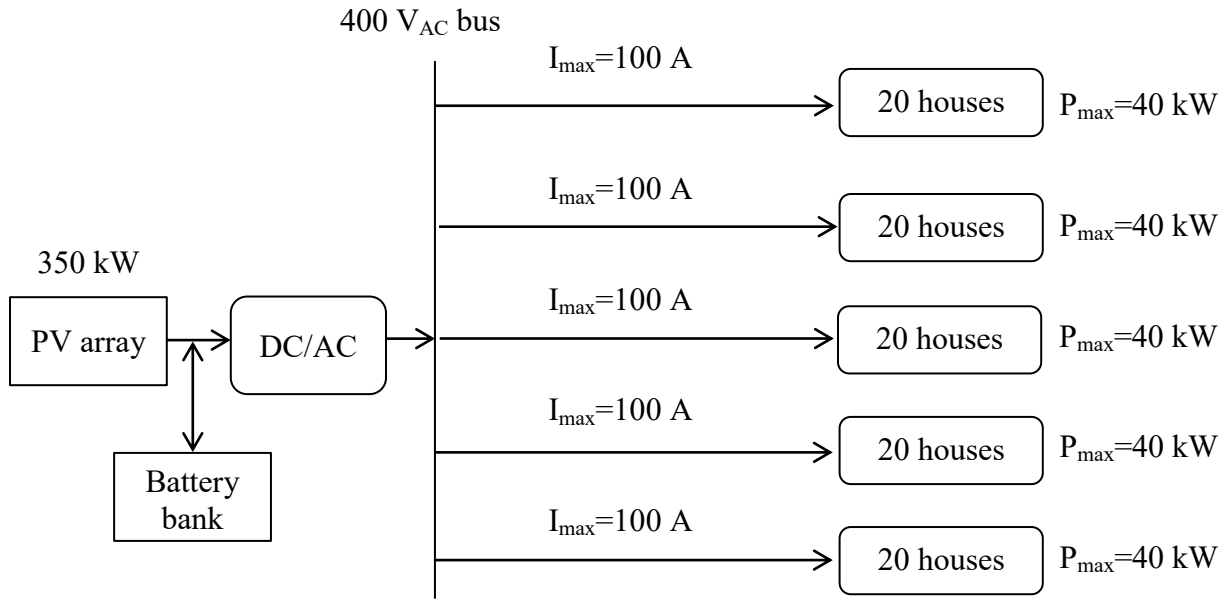 400 V_AC bus
I_max=100 A
20 houses
P_max=40 kW
I_max=100 A
20 houses
P_max=40 kW
350 kW
PV array
DC/AC
I_max=100 A
20 houses
P_max=40 kW
Battery
bank
I_max=100 A
20 houses
P_max=40 kW
I_max=100 A
20 houses
P_max=40 kW